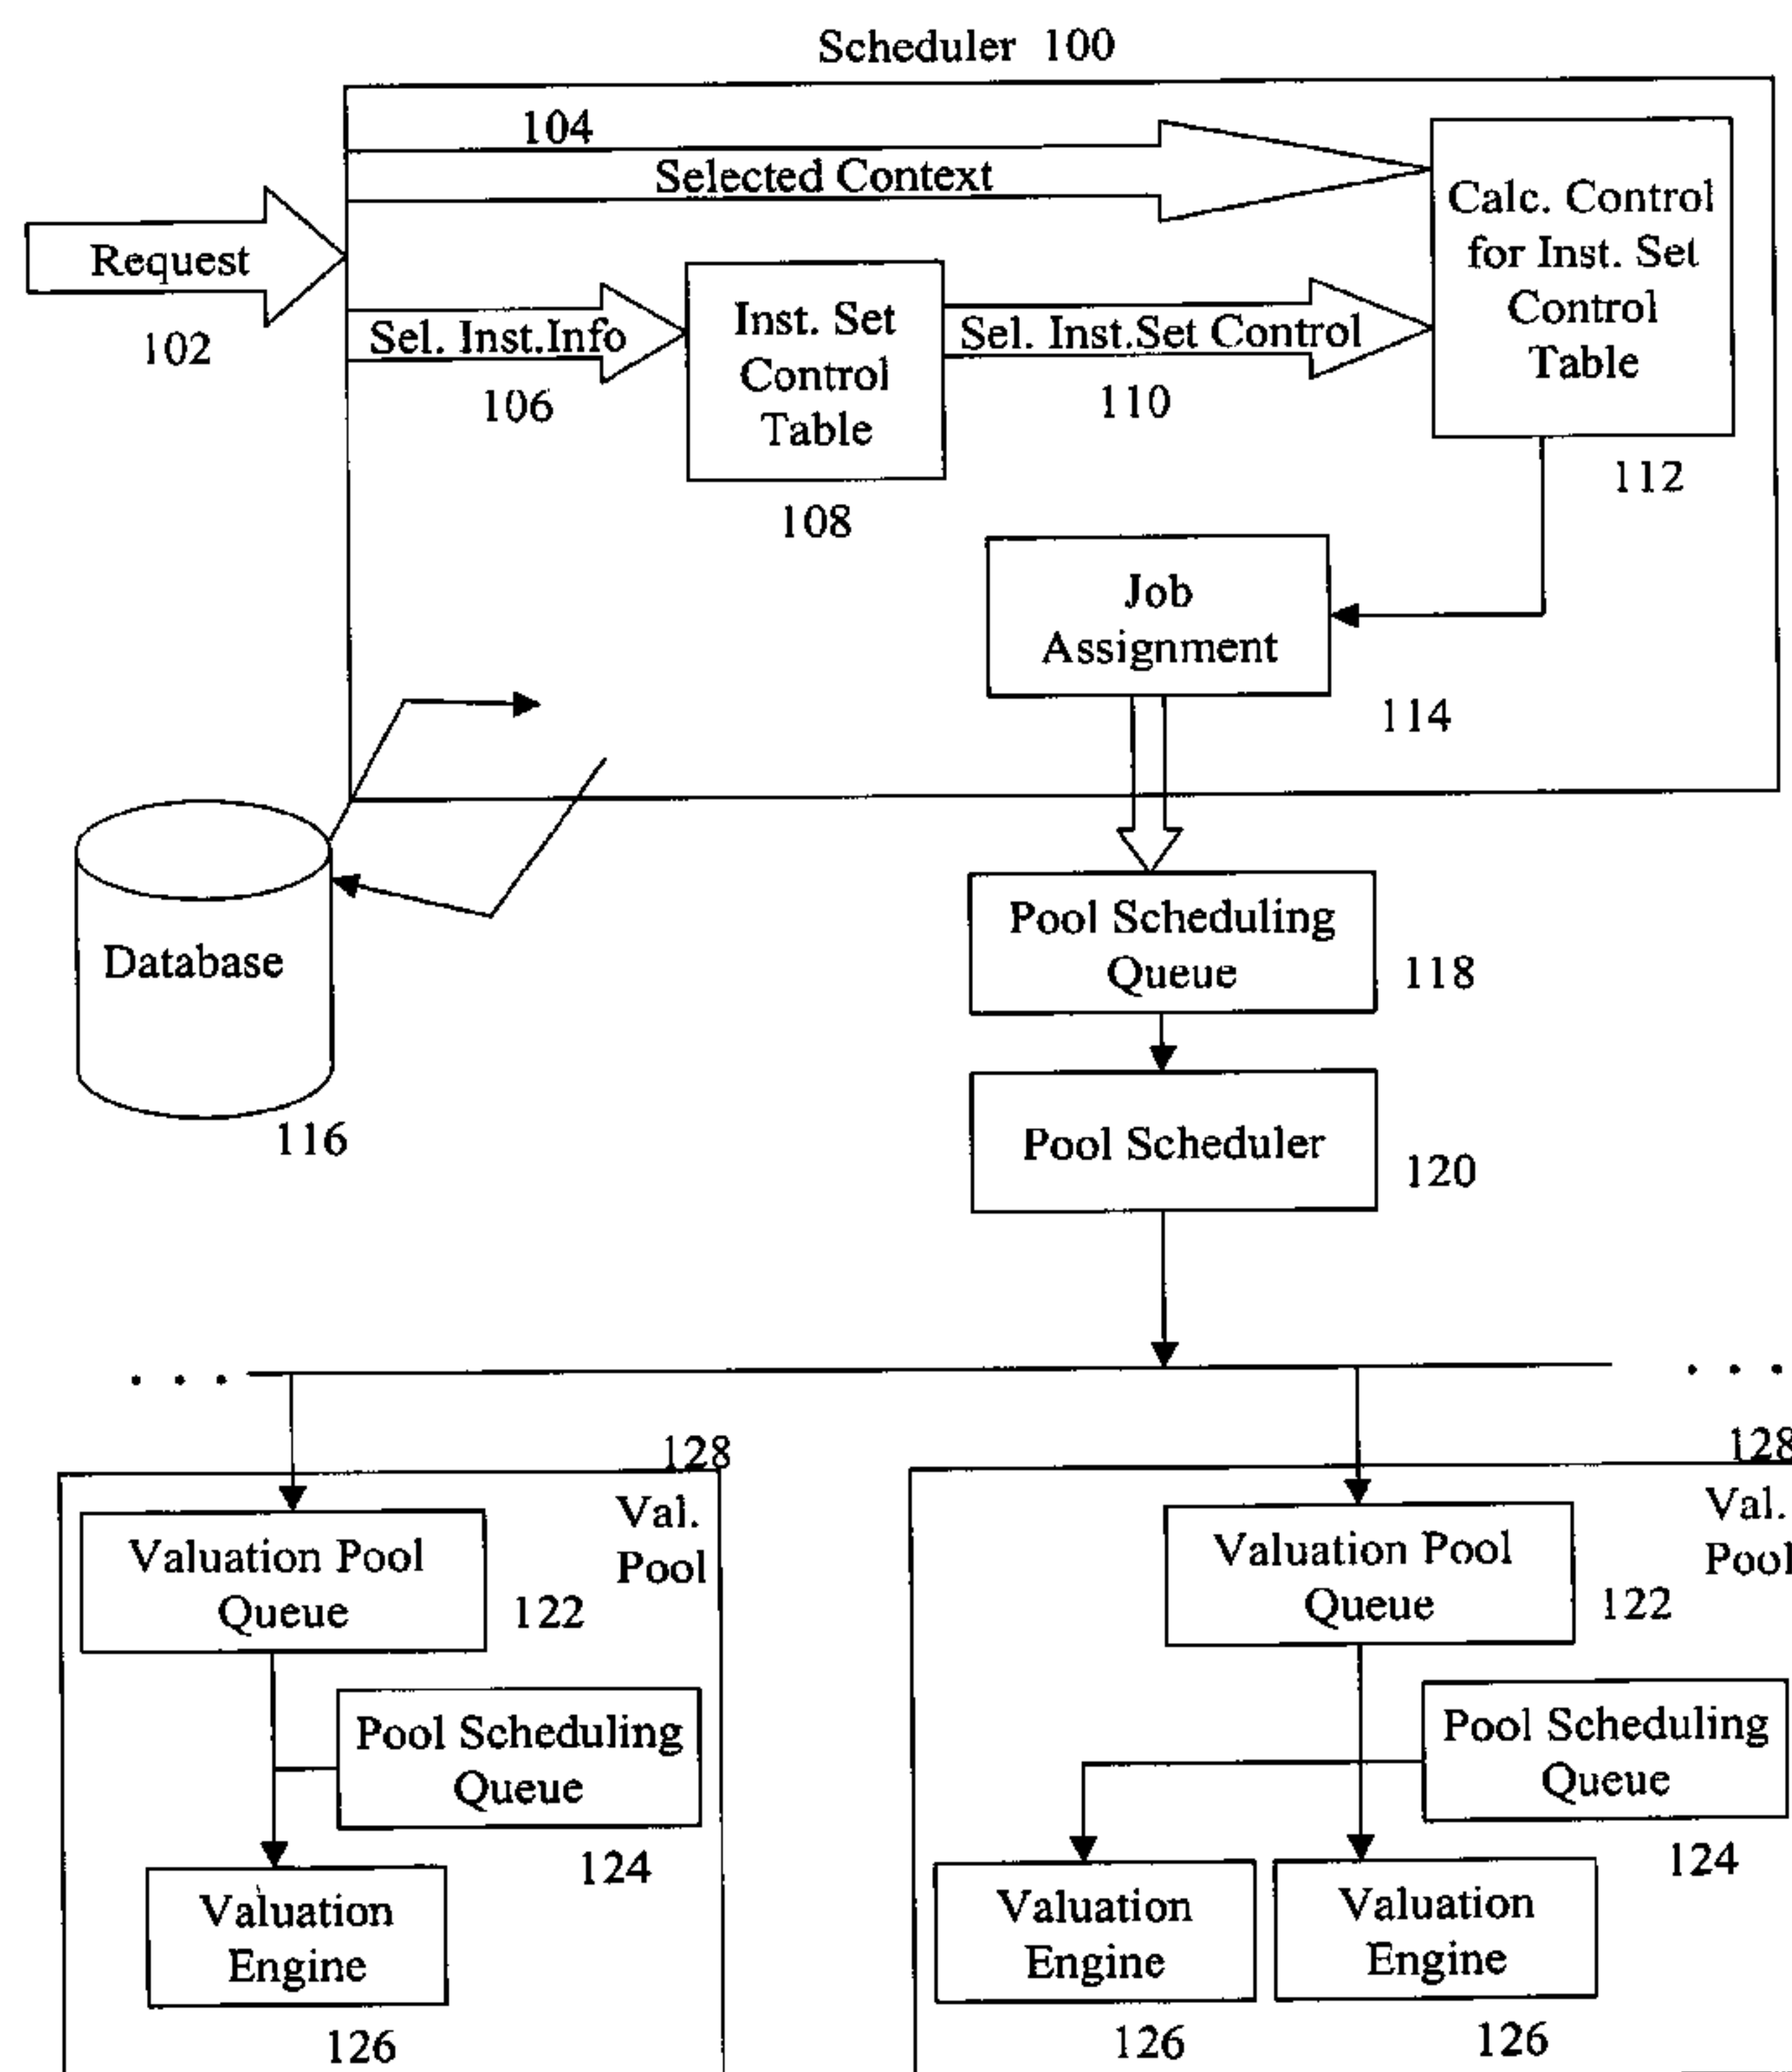 Scheduler 100
104
Selected Context
Request
102
Sel. Inst.Info
106
Inst. Set
Control
Table
108
Sel. Inst.Set Control
110
Calc. Control
for Inst. Set
Control
Table
112
Job
Assignment
114
Database
116
Pool Scheduling
Queue
118
Pool Scheduler
120
. . .
. . .
128
Val.
Pool
Valuation Pool
Queue
122
Pool Scheduling
Queue
124
Valuation
Engine
126
128
Val.
Pool
Valuation Pool
Queue
122
Pool Scheduling
Queue
124
Valuation
Engine
126
Valuation
Engine
126